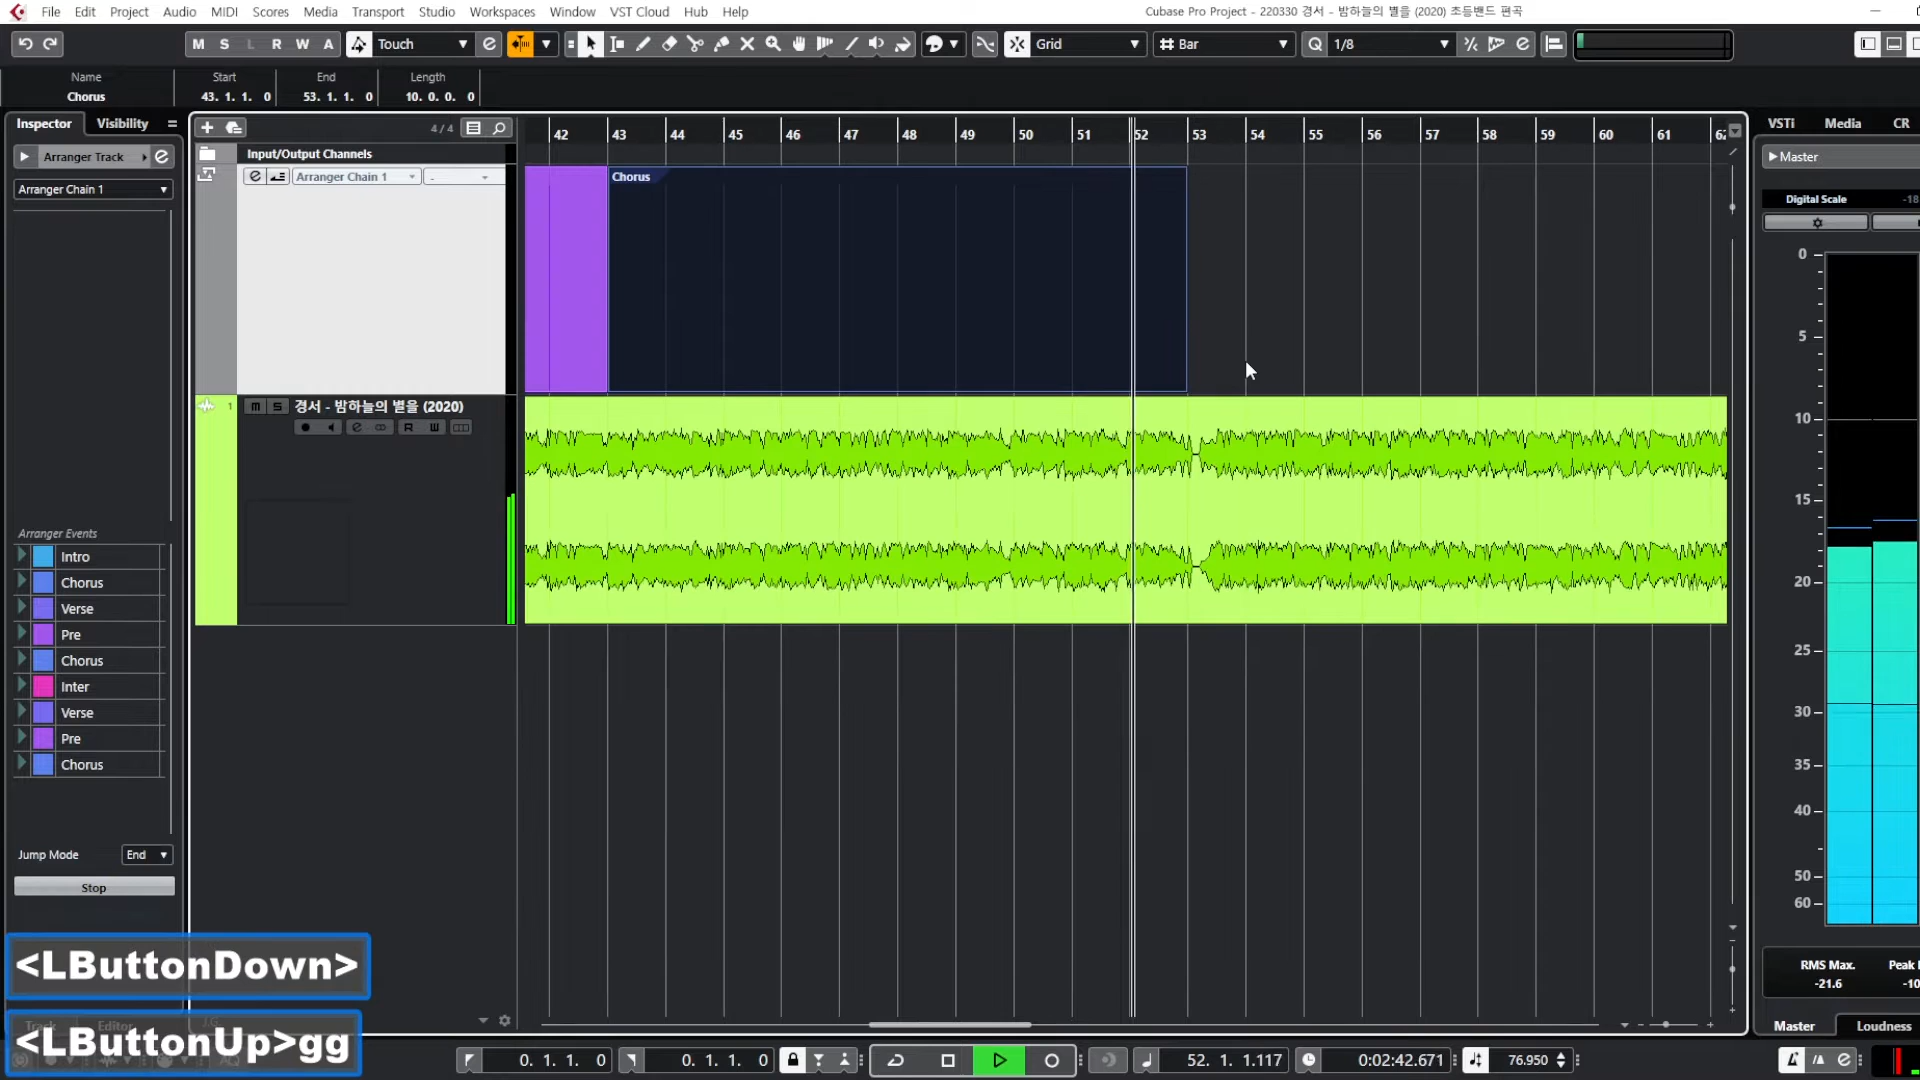 File Edit Project Audio MIDI Scores Media Transport Studio Workspaces Window VST Cloud Hub Help
Cubase Pro Project - 220330 경서 - 밤하늘의 별을 (2020) 초등밴드 편곡
M S L R W A Touch Grid Bar Q 1/8
Name Start End Length
Chorus 43. 1. 1. 0 53. 1. 1. 0 10. 0. 0. 0
Inspector Visibility
4 / 4
42 43 44 45 46 47 48 49 50 51 52 53 54 55 56 57 58 59 60 61 62
VSTi Media CR
Arranger Track
Input/Output Channels
Master
Arranger Chain 1
Arranger Chain 1 -
Chorus
Digital Scale -18
경서 - 밤하늘의 별을 (2020)
1 m S
R W
0
5
10
15
20
25
30
35
40
50
60
Arranger Events
Intro
Chorus
Verse
Pre
Chorus
Inter
Verse
Pre
Chorus
Jump Mode End
Stop
<LButtonDown>
<LButtonUp>gg
RMS Max. Peak
-21.6 -10
Track Editor
Master Loudness
0. 1. 1. 0 0. 1. 1. 0 52. 1. 1.117 0:02:42.671 76.950
AQ